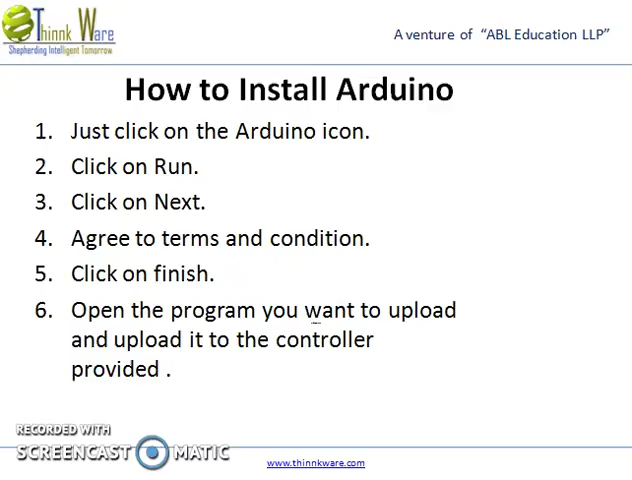 Thinnk Ware
Shepherding Intelligent Tomorrow
A venture of “ABL Education LLP”
How to Install Arduino
1. Just click on the Arduino icon.
2. Click on Run.
3. Click on Next.
4. Agree to terms and condition.
5. Click on finish.
6. Open the program you want to upload
and upload it to the controller
provided .
RECORDED WITH
SCREENCAST MATIC
www.thinnkware.com